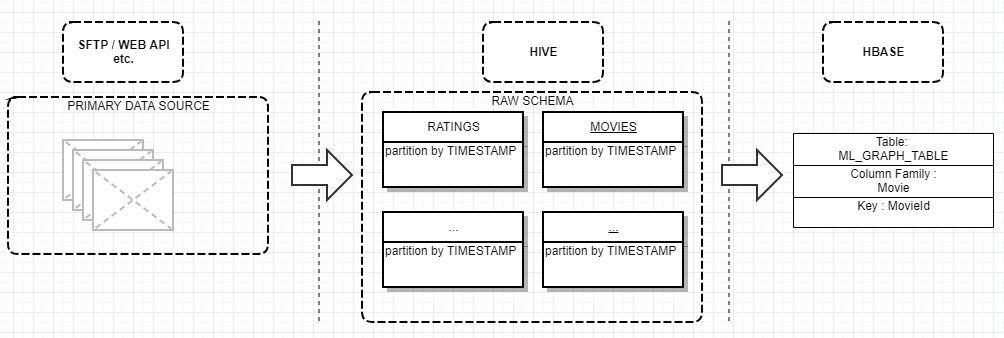 SFTP / WEB API
etc.
HIVE
HBASE
PRIMARY DATA SOURCE
RAW SCHEMA
RATINGS
partition by TIMESTAMP
MOVIES
partition by TIMESTAMP
...
partition by TIMESTAMP
...
partition by TIMESTAMP
Table:
ML_GRAPH_TABLE
Column Family :
Movie
Key : MovieId